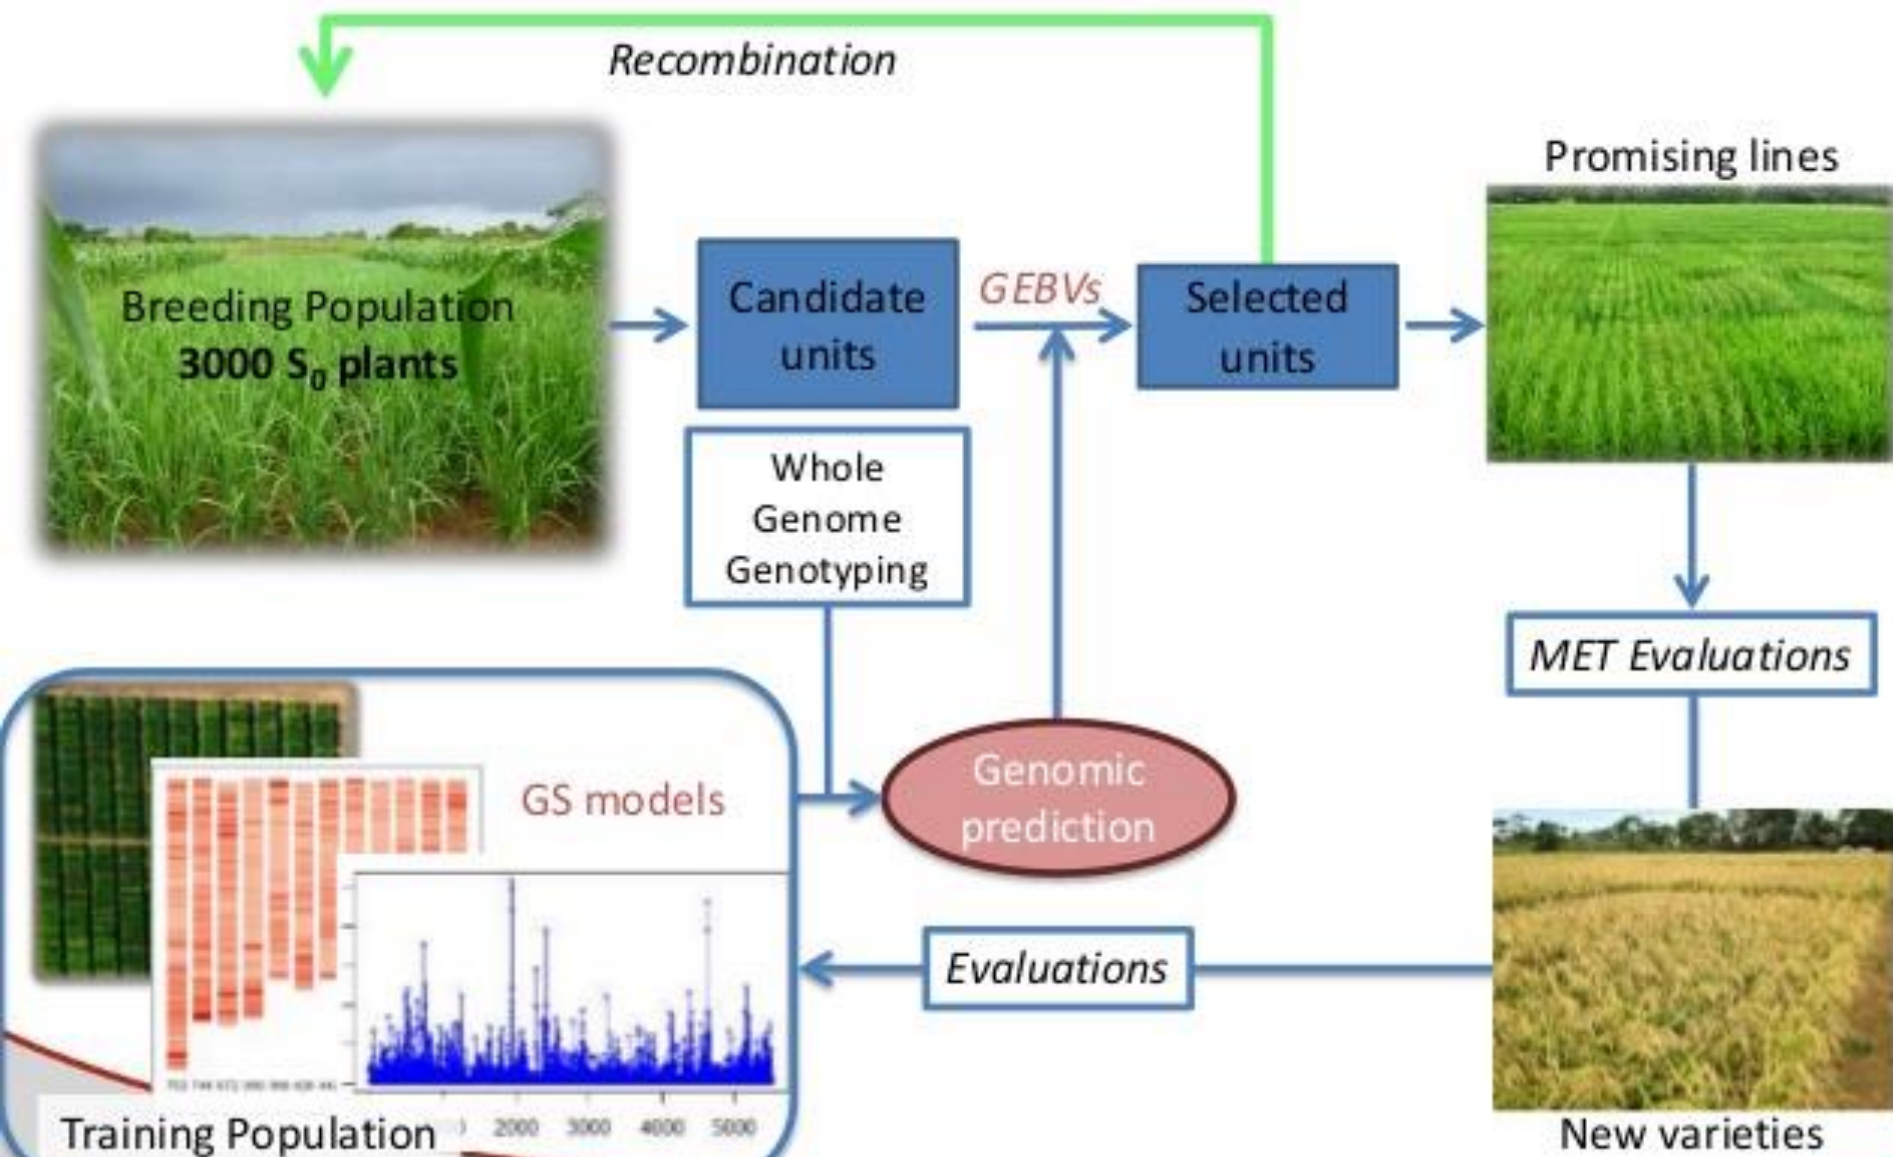 Recombination
Promising lines
Breeding Population
3000 S₀ plants
Candidate
units
GEBVs
Selected
units
Whole
Genome
Genotyping
MET Evaluations
GS models
Genomic
prediction
Evaluations
2000 3000 4000 5000
Training Population
New varieties